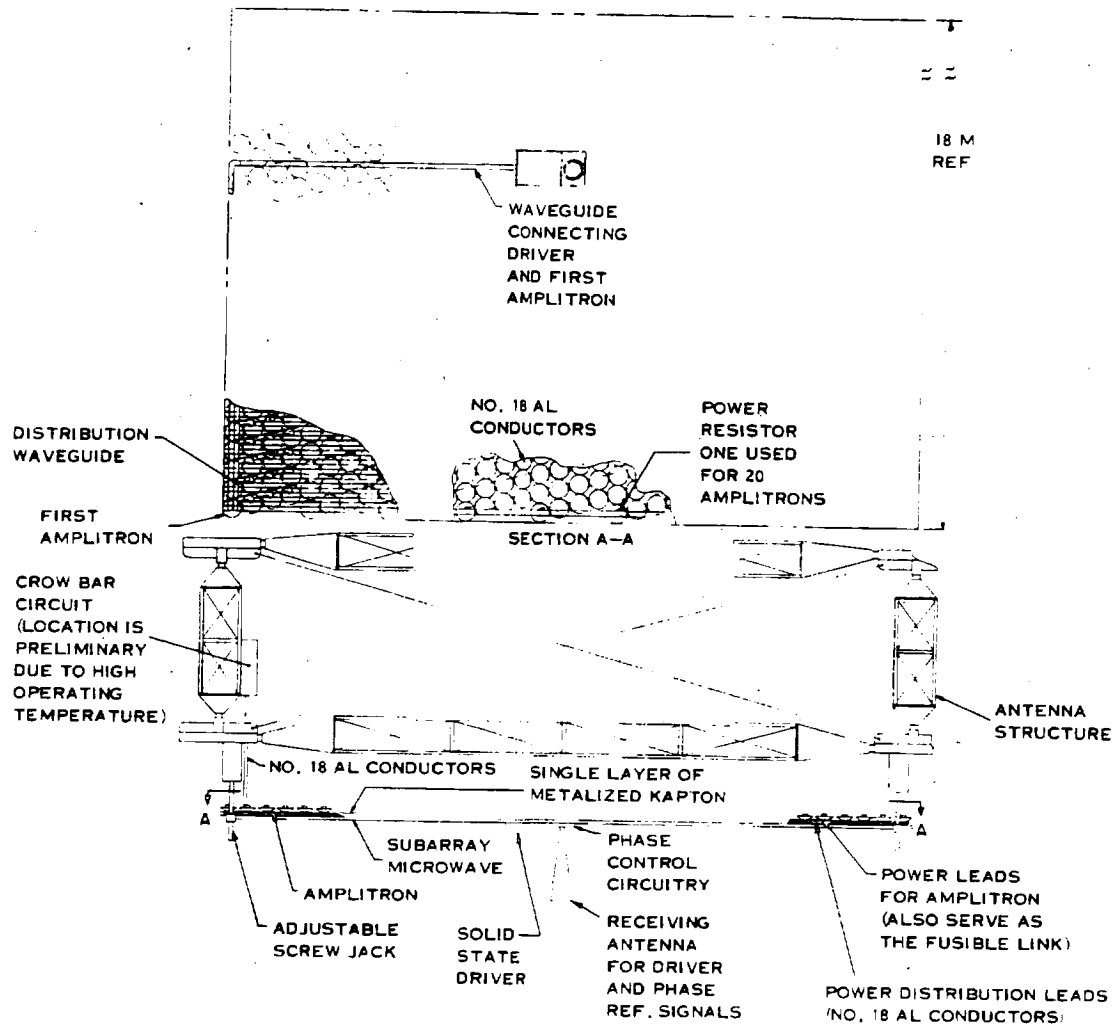 18 M
REF
WAVEGUIDE
CONNECTING
DRIVER
AND FIRST
AMPLITRON
DISTRIBUTION
WAVEGUIDE
NO. 18 AL
CONDUCTORS
POWER
RESISTOR
ONE USED
FOR 20
AMPLITRONS
FIRST
AMPLITRON
SECTION A-A
CROW BAR
CIRCUIT
(LOCATION IS
PRELIMINARY
DUE TO HIGH
OPERATING
TEMPERATURE)
ANTENNA
STRUCTURE
NO. 18 AL CONDUCTORS
SINGLE LAYER OF
METALIZED KAPTON
A
A
SUBARRAY
MICROWAVE
PHASE
CONTROL
CIRCUITRY
AMPLITRON
POWER LEADS
FOR AMPLITRON
(ALSO SERVE AS
THE FUSIBLE LINK)
ADJUSTABLE
SCREW JACK
SOLID
STATE
DRIVER
RECEIVING
ANTENNA
FOR DRIVER
AND PHASE
REF. SIGNALS
POWER DISTRIBUTION LEADS
(NO. 18 AL CONDUCTORS)